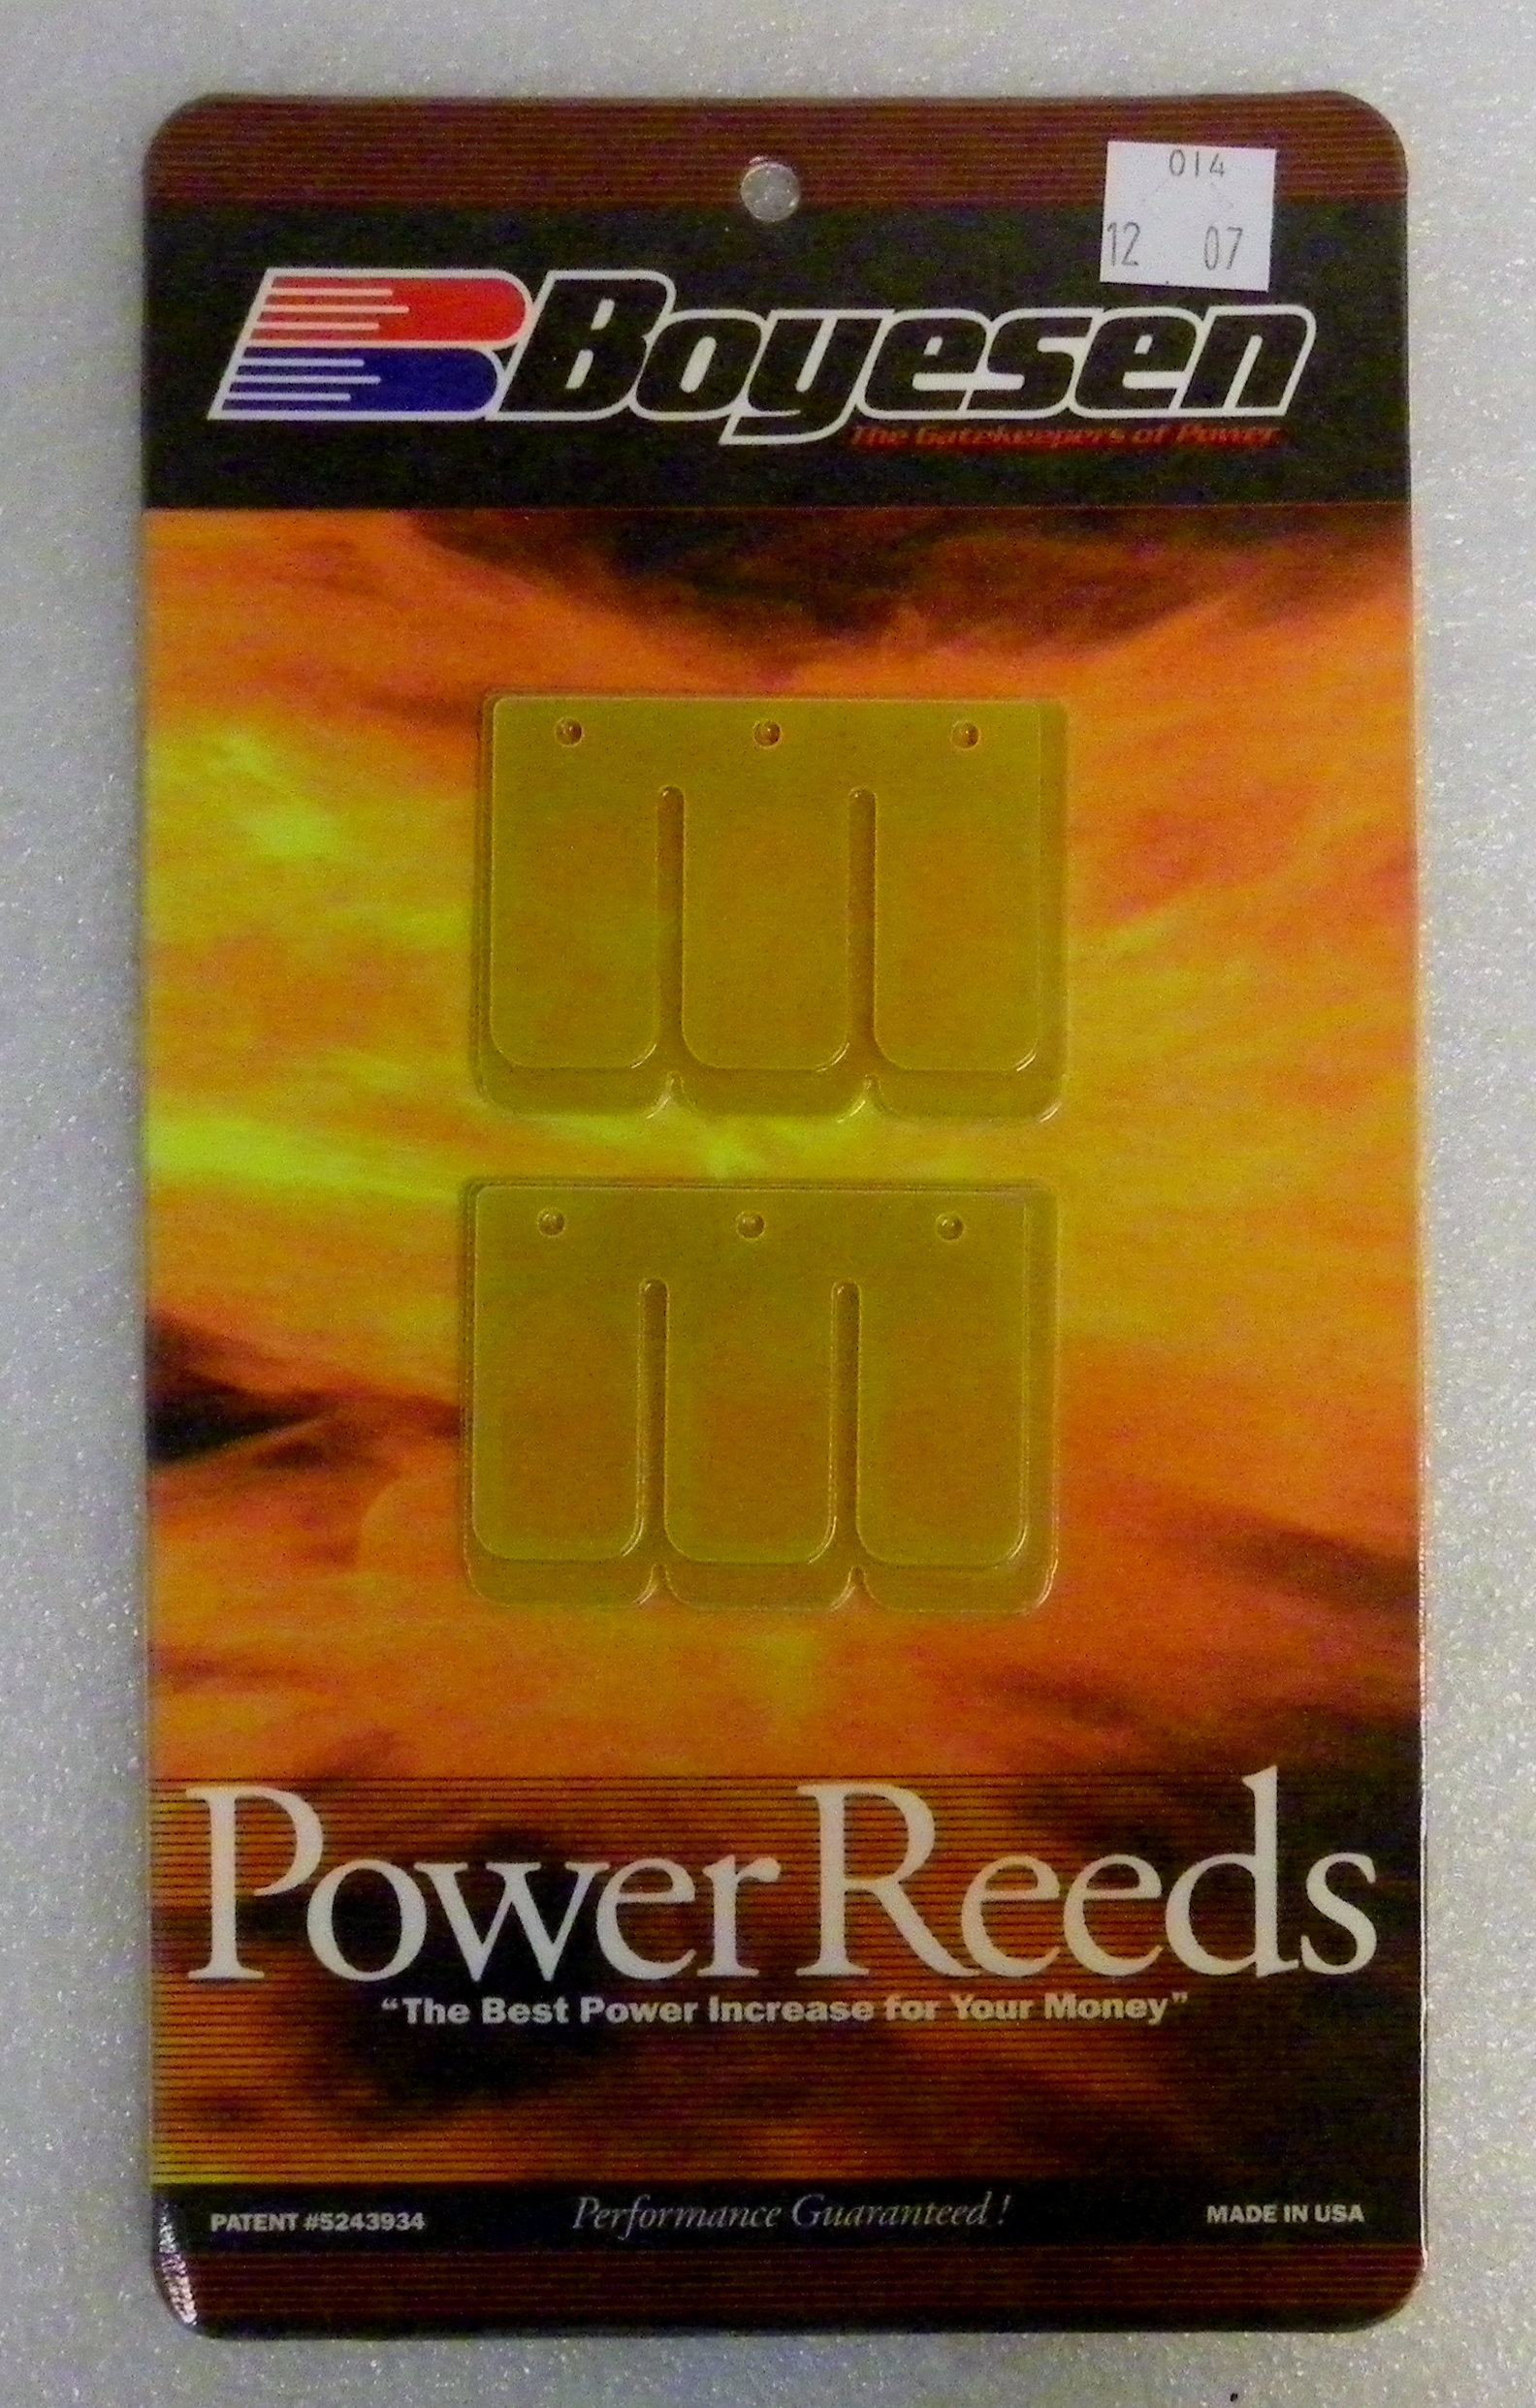 014
12 07
Boyesen
The Gatekeepers of Power
Power Reeds
“The Best Power Increase for Your Money”
PATENT #5243934 Performance Guaranteed! MADE IN USA